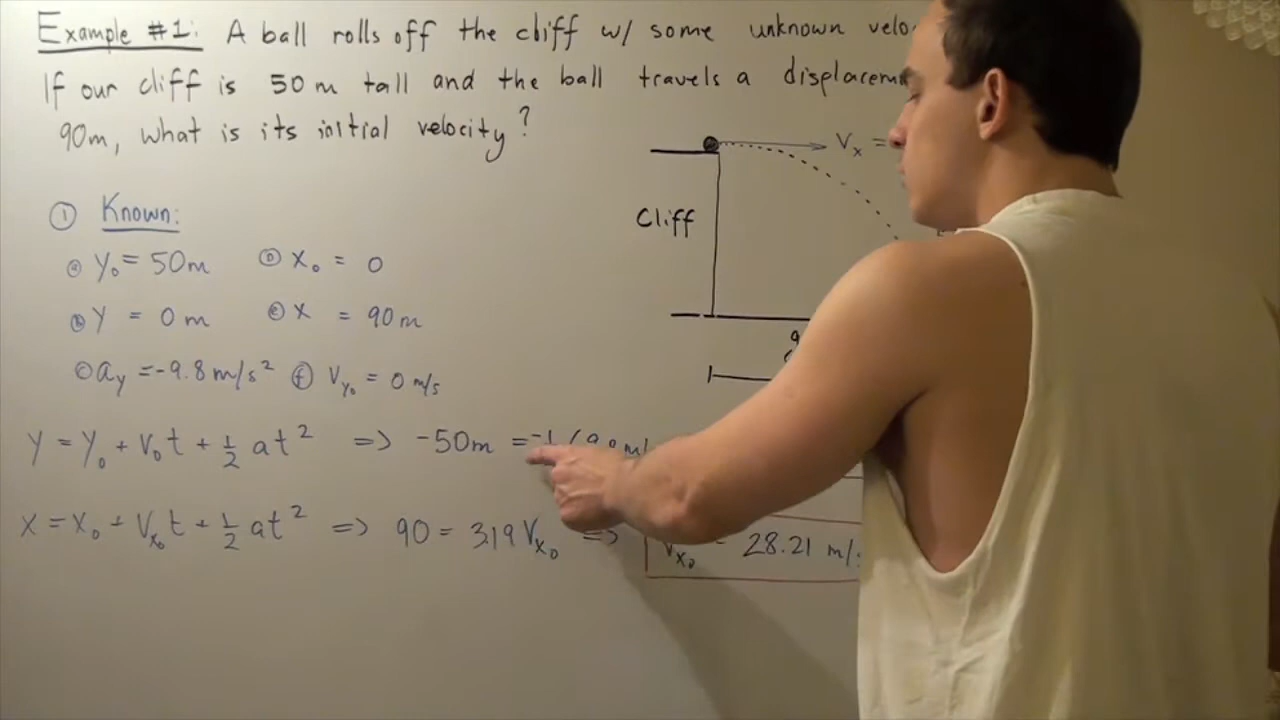 Example #1: A ball rolls off the cliff w/ some unknown
If our cliff is 50 m tall and the ball travels a
90m, what is its initial velocity?
Vx =
Cliff
① Known:
ⓐ y₀ = 50m ⓓ x₀ = 0
ⓑ y = 0 m ⓔ x = 90 m
ⓒ ay = -9.8 m/s² ⓕ Vy₀ = 0 m/s
y = y₀ + V₀t + ½ at² => -50m = -1
x = x₀ + Vx₀t + ½ at² => 90 = 3.19 Vx₀ => Vx₀ = 28.21 m/